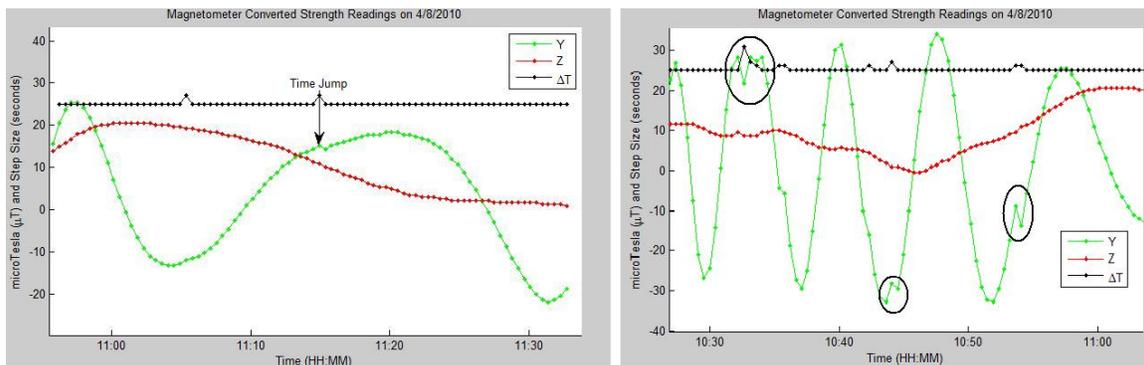 Magnetometer Converted Strength Readings on 4/8/2010
microTesla (μT) and Step Size (seconds)
40
30
20
10
0
-10
-20
Y
Z
ΔT
Time Jump
11:00
11:10
11:20
11:30
Time (HH:MM)
Magnetometer Converted Strength Readings on 4/8/2010
microTesla (μT) and Step Size (seconds)
30
20
10
0
-10
-20
-30
-40
Y
Z
ΔT
10:30
10:40
10:50
11:00
Time (HH:MM)